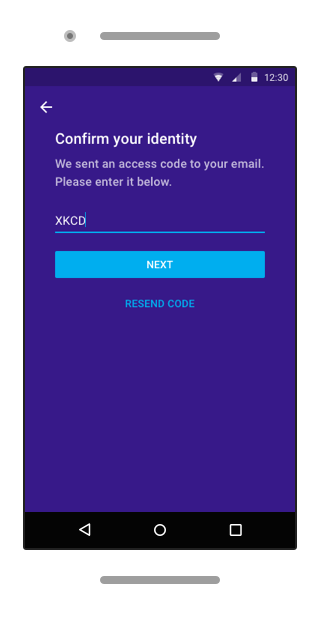 12:30
Confirm your identity
We sent an access code to your email.
Please enter it below.
XKCD
NEXT
RESEND CODE